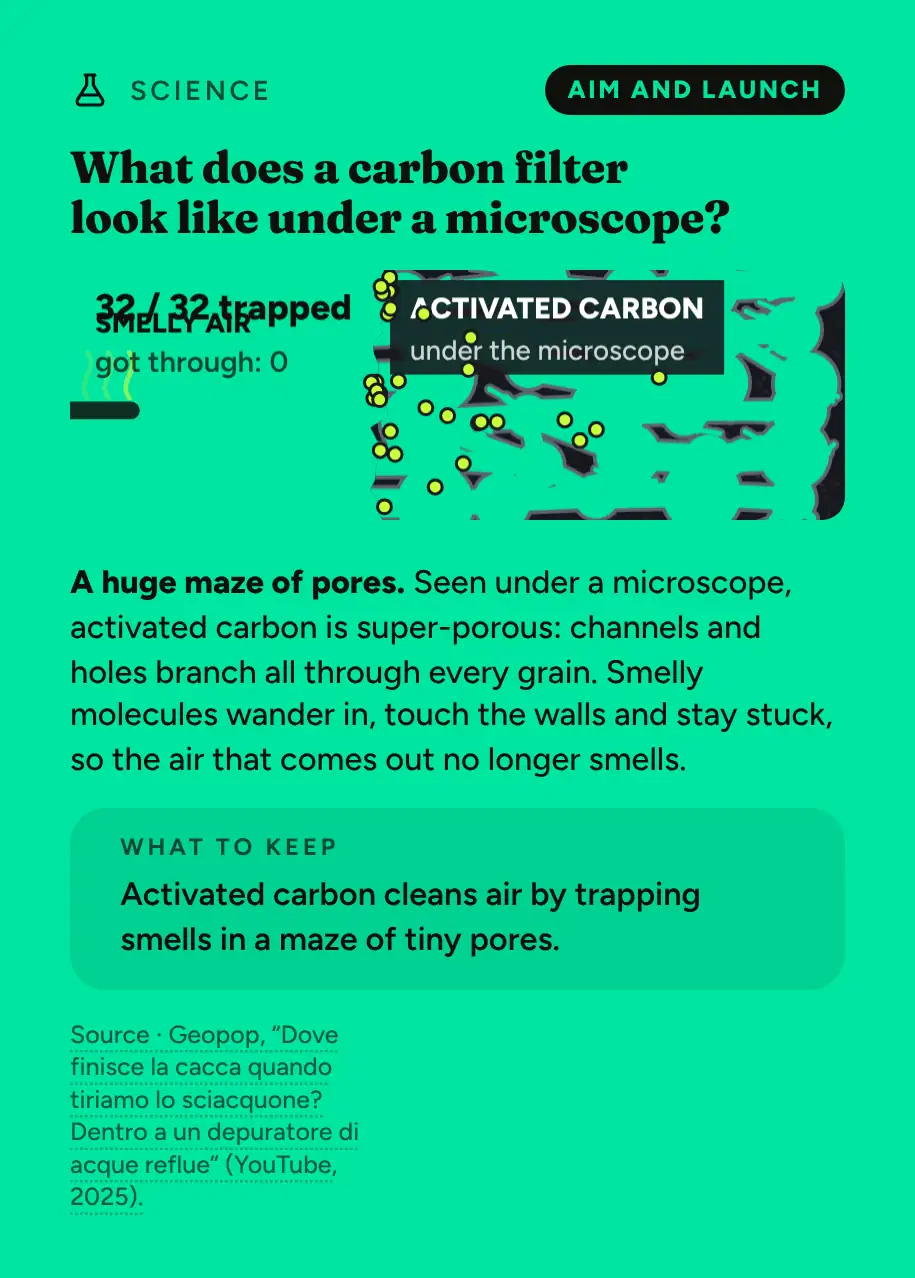 SCIENCE
AIM AND LAUNCH
What does a carbon filter
look like under a microscope?
32 / 32 trapped
SMELLY AIR
got through: 0
ACTIVATED CARBON
under the microscope
A huge maze of pores. Seen under a microscope,
activated carbon is super-porous: channels and
holes branch all through every grain. Smelly
molecules wander in, touch the walls and stay stuck,
so the air that comes out no longer smells.
WHAT TO KEEP
Activated carbon cleans air by trapping
smells in a maze of tiny pores.
Source · Geopop, “Dove
finisce la cacca quando
tiriamo lo sciacquone?
Dentro a un depuratore di
acque reflue” (YouTube,
2025).